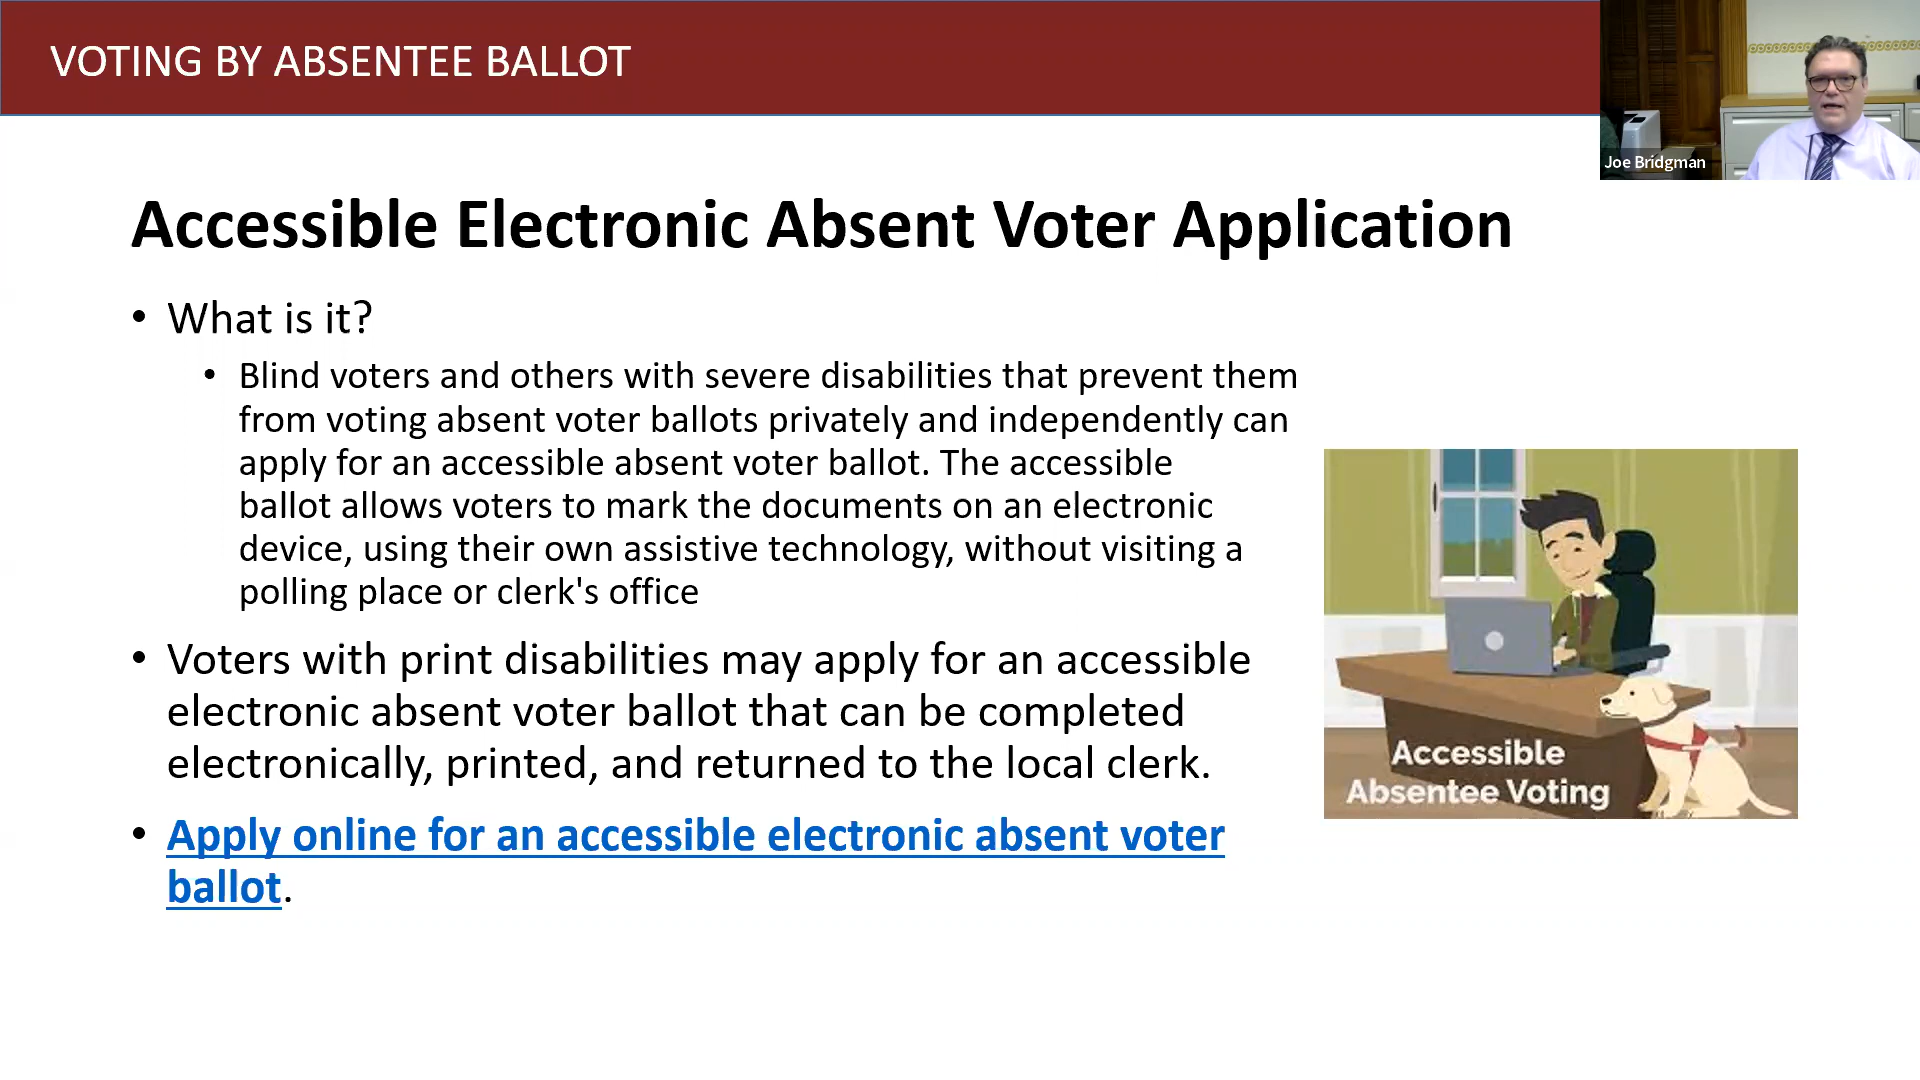 VOTING BY ABSENTEE BALLOT
Joe Bridgman
Accessible Electronic Absent Voter Application
• What is it?
• Blind voters and others with severe disabilities that prevent them
from voting absent voter ballots privately and independently can
apply for an accessible absent voter ballot. The accessible
ballot allows voters to mark the documents on an electronic
device, using their own assistive technology, without visiting a
polling place or clerk's office
• Voters with print disabilities may apply for an accessible
electronic absent voter ballot that can be completed
electronically, printed, and returned to the local clerk.
• Apply online for an accessible electronic absent voter
ballot.
Accessible
Absentee Voting